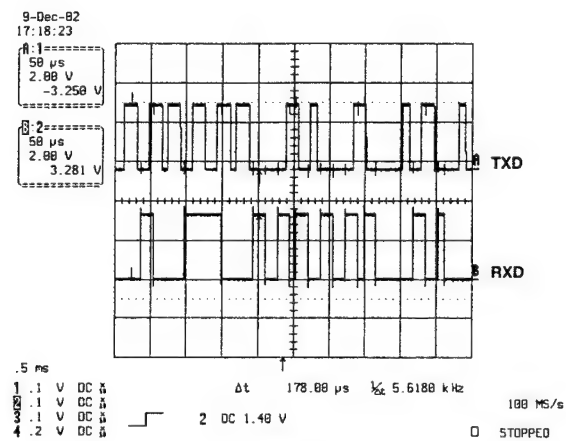 9-Dec-02
17:18:23
A:1
50 µs
2.00 V
-3.250 V
2
50 µs
2.00 V
3.281 V
TXD
RXD
.5 ms
1 .1 V DC
2 .1 V DC
3 .1 V DC
4 .2 V DC
Δt 178.00 µs 1/Δt 5.6180 kHz
2 DC 1.40 V
100 MS/s
STOPPED